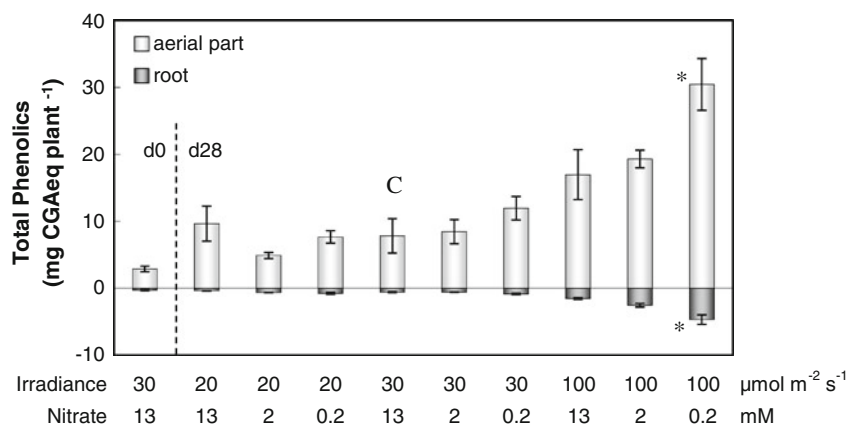 40
aerial part
root
30
20
10
0
-10
Total Phenolics
(mg CGAeq plant -1)
d0
d28
C
*
*
Irradiance 30 20 20 20 30 30 30 100 100 100 µmol m-2 s-1
Nitrate 13 13 2 0.2 13 2 0.2 13 2 0.2 mM